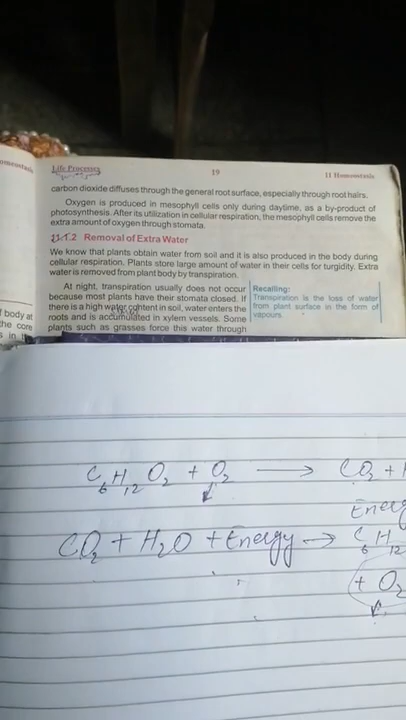 Life Processes 19 11 Homeostasis
carbon dioxide diffuses through the general root surface, especially through root hairs.
Oxygen is produced in mesophyll cells only during daytime, as a by-product of
photosynthesis. After its utilization in cellular respiration, the mesophyll cells remove the
extra amount of oxygen through stomata.
11.1.2 Removal of Extra Water
We know that plants obtain water from soil and it is also produced in the body during
cellular respiration. Plants store large amount of water in their cells for turgidity. Extra
water is removed from plant body by transpiration.
At night, transpiration usually does not occur
because most plants have their stomata closed. If
there is a high water content in soil, water enters the
roots and is accumulated in xylem vessels. Some
plants such as grasses force this water through
Recalling:
Transpiration is the loss of water
from plant surface in the form of
vapours.
body at
the core
s in
C6H12O2 + O2 → CO2 + H
Energ
CO2 + H2O + Energy → C6H12
+ O2